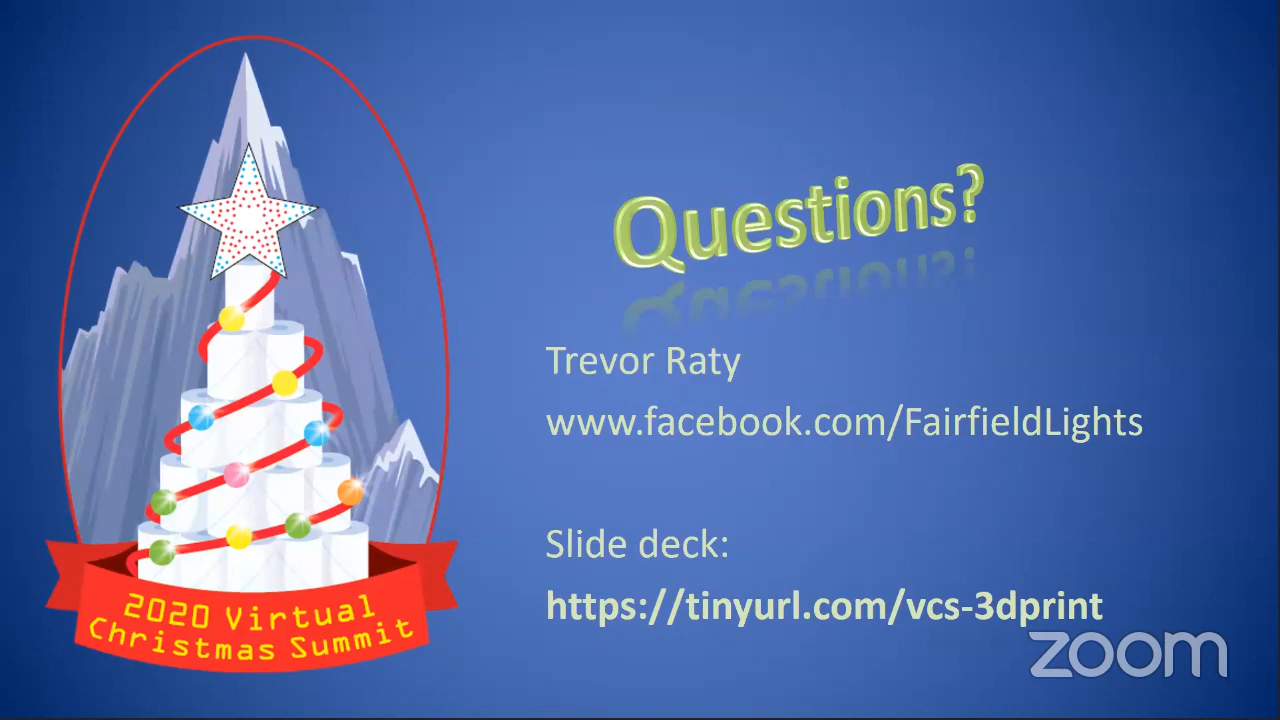 Questions?
Trevor Raty
www.facebook.com/FairfieldLights
Slide deck:
https://tinyurl.com/vcs-3dprint
2020 Virtual
Christmas Summit
zoom